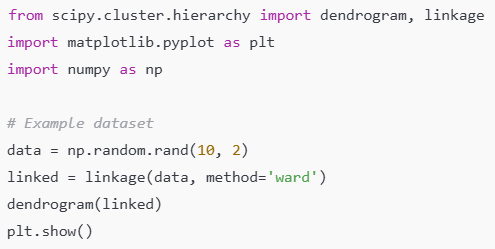 from scipy.cluster.hierarchy import dendrogram, linkage
import matplotlib.pyplot as plt
import numpy as np

# Example dataset
data = np.random.rand(10, 2)
linked = linkage(data, method='ward')
dendrogram(linked)
plt.show()